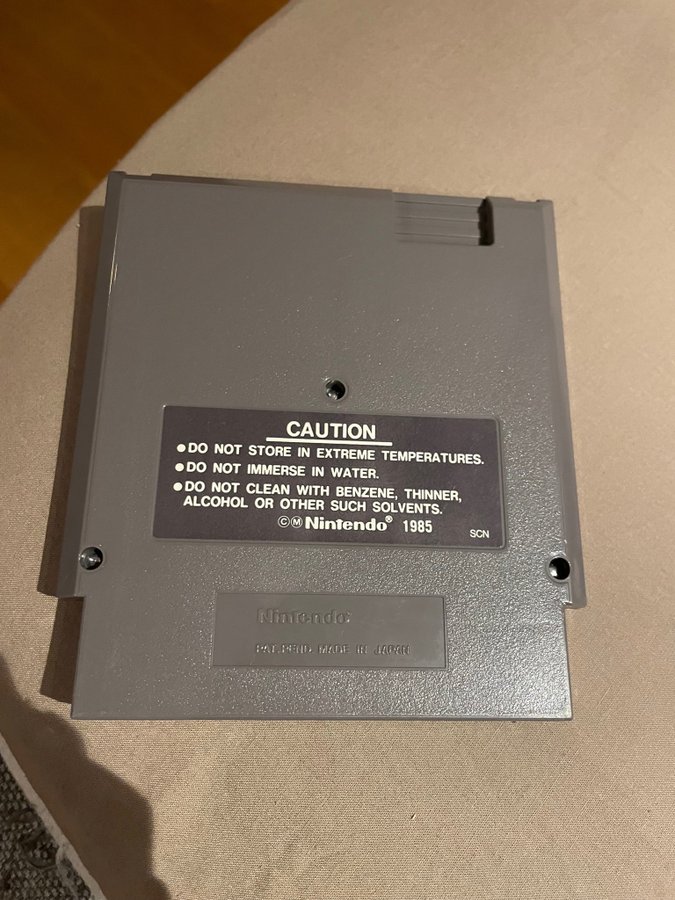 CAUTION
●DO NOT STORE IN EXTREME TEMPERATURES.
●DO NOT IMMERSE IN WATER.
●DO NOT CLEAN WITH BENZENE, THINNER,
ALCOHOL OR OTHER SUCH SOLVENTS.
©Ⓜ Nintendo® 1985
SCN
Nintendo®
PAT. PEND. MADE IN JAPAN